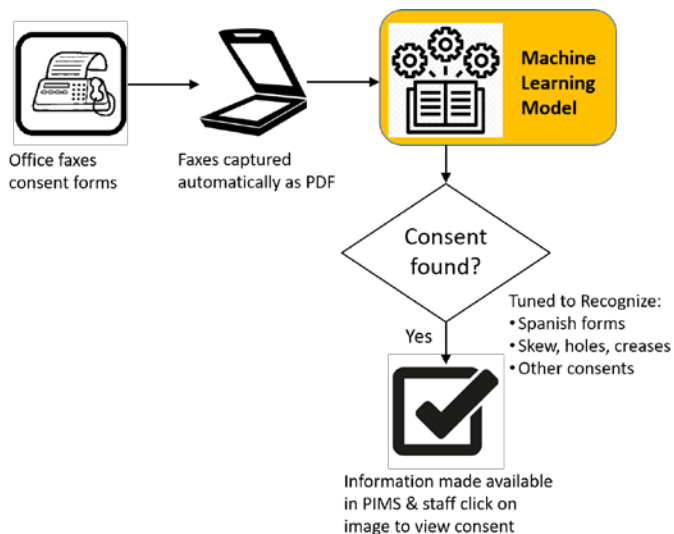 Machine
Learning
Model
Office faxes
consent forms
Faxes captured
automatically as PDF
Consent
found?
Tuned to Recognize:
• Spanish forms
• Skew, holes, creases
• Other consents
Yes
Information made available
in PIMS & staff click on
image to view consent